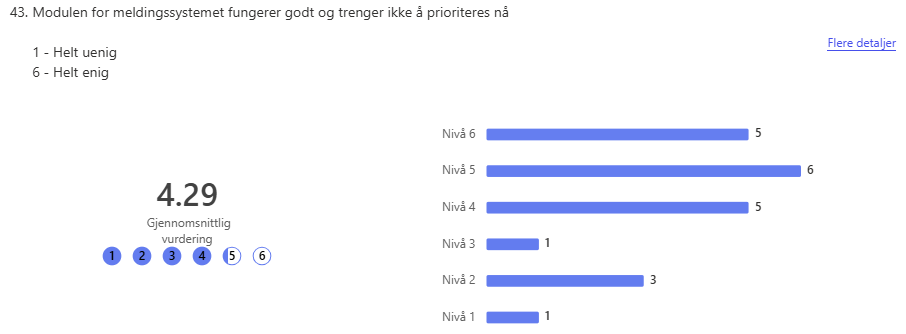 43. Modulen for meldingssystemet fungerer godt og trenger ikke å prioriteres nå
1 - Helt uenig
6 - Helt enig
Flere detaljer
4.29
Gjennomsnittlig
vurdering
1 2 3 4 5 6
Nivå 6 5
Nivå 5 6
Nivå 4 5
Nivå 3 1
Nivå 2 3
Nivå 1 1